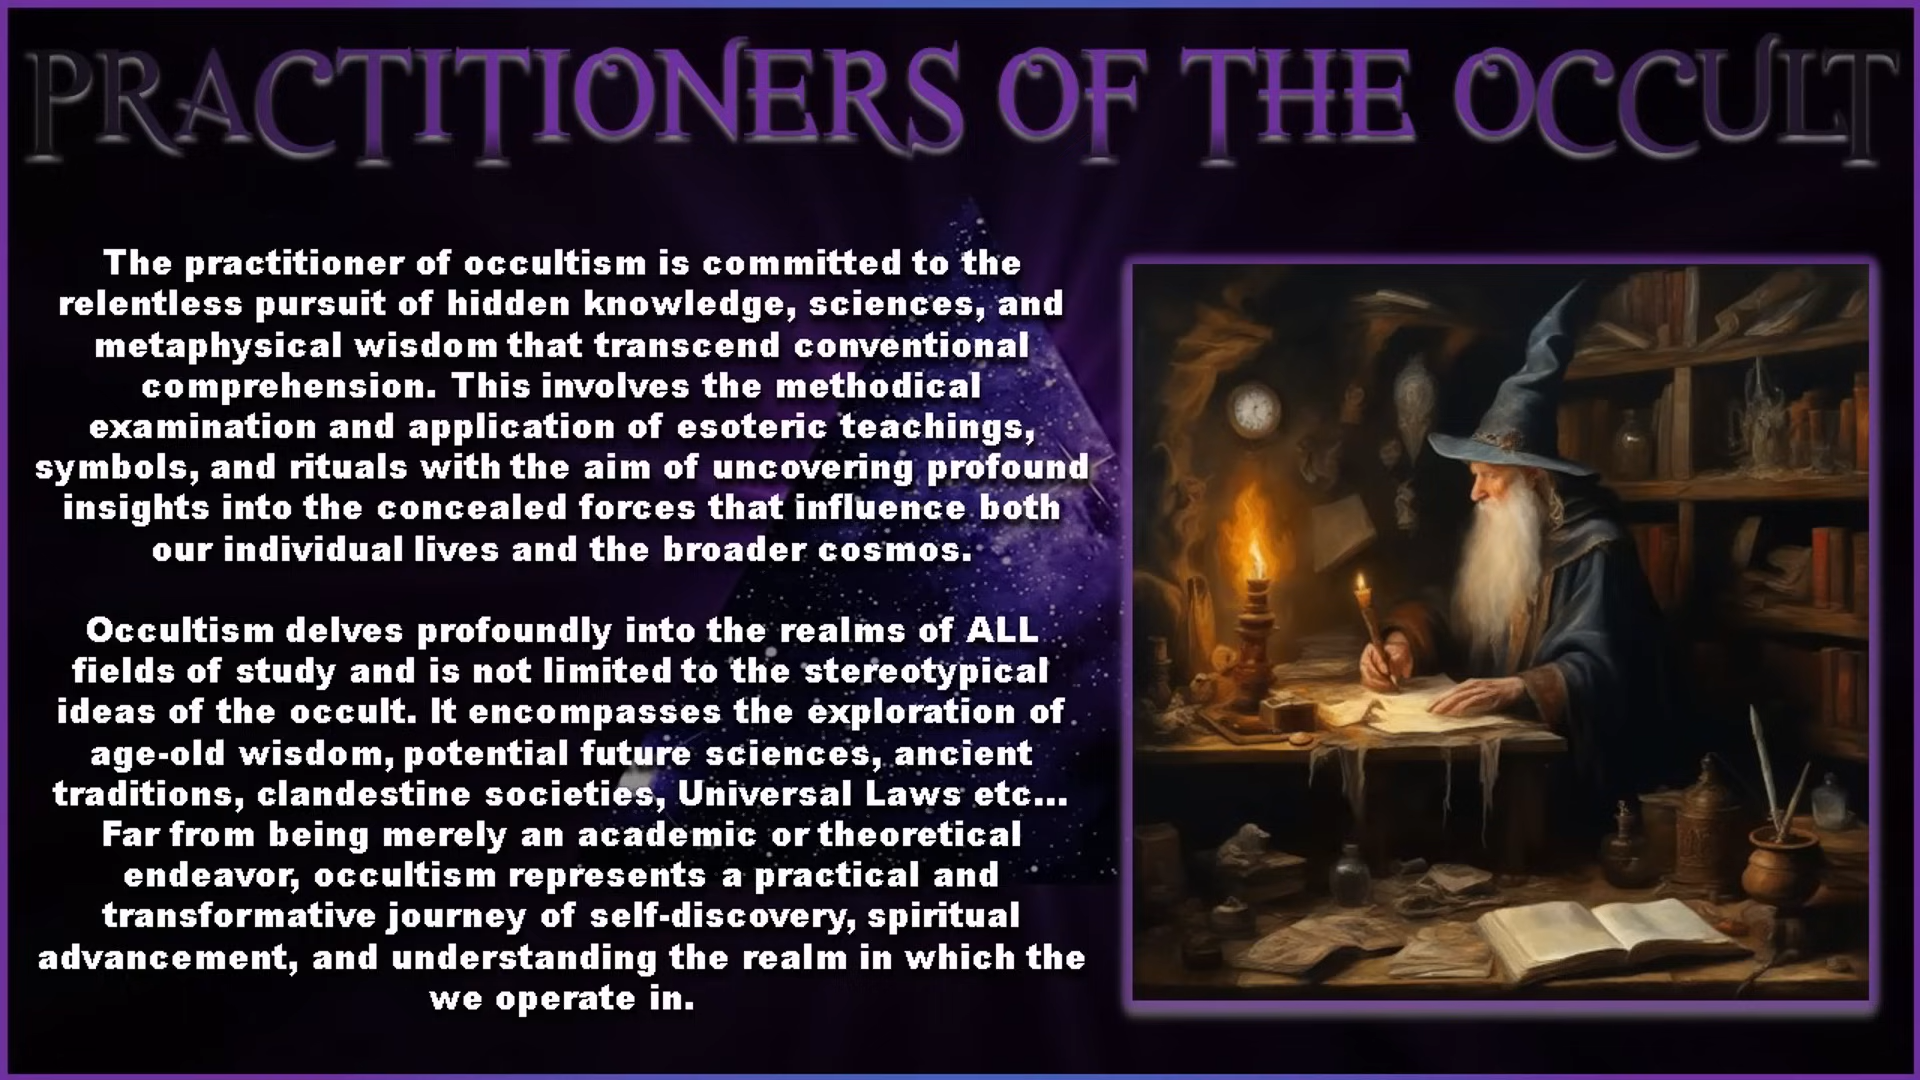 PRACTITIONERS OF THE OCCULT
The practitioner of occultism is committed to the
relentless pursuit of hidden knowledge, sciences, and
metaphysical wisdom that transcend conventional
comprehension. This involves the methodical
examination and application of esoteric teachings,
symbols, and rituals with the aim of uncovering profound
insights into the concealed forces that influence both
our individual lives and the broader cosmos.
Occultism delves profoundly into the realms of ALL
fields of study and is not limited to the stereotypical
ideas of the occult. It encompasses the exploration of
age-old wisdom, potential future sciences, ancient
traditions, clandestine societies, Universal Laws etc...
Far from being merely an academic or theoretical
endeavor, occultism represents a practical and
transformative journey of self-discovery, spiritual
advancement, and understanding the realm in which the
we operate in.